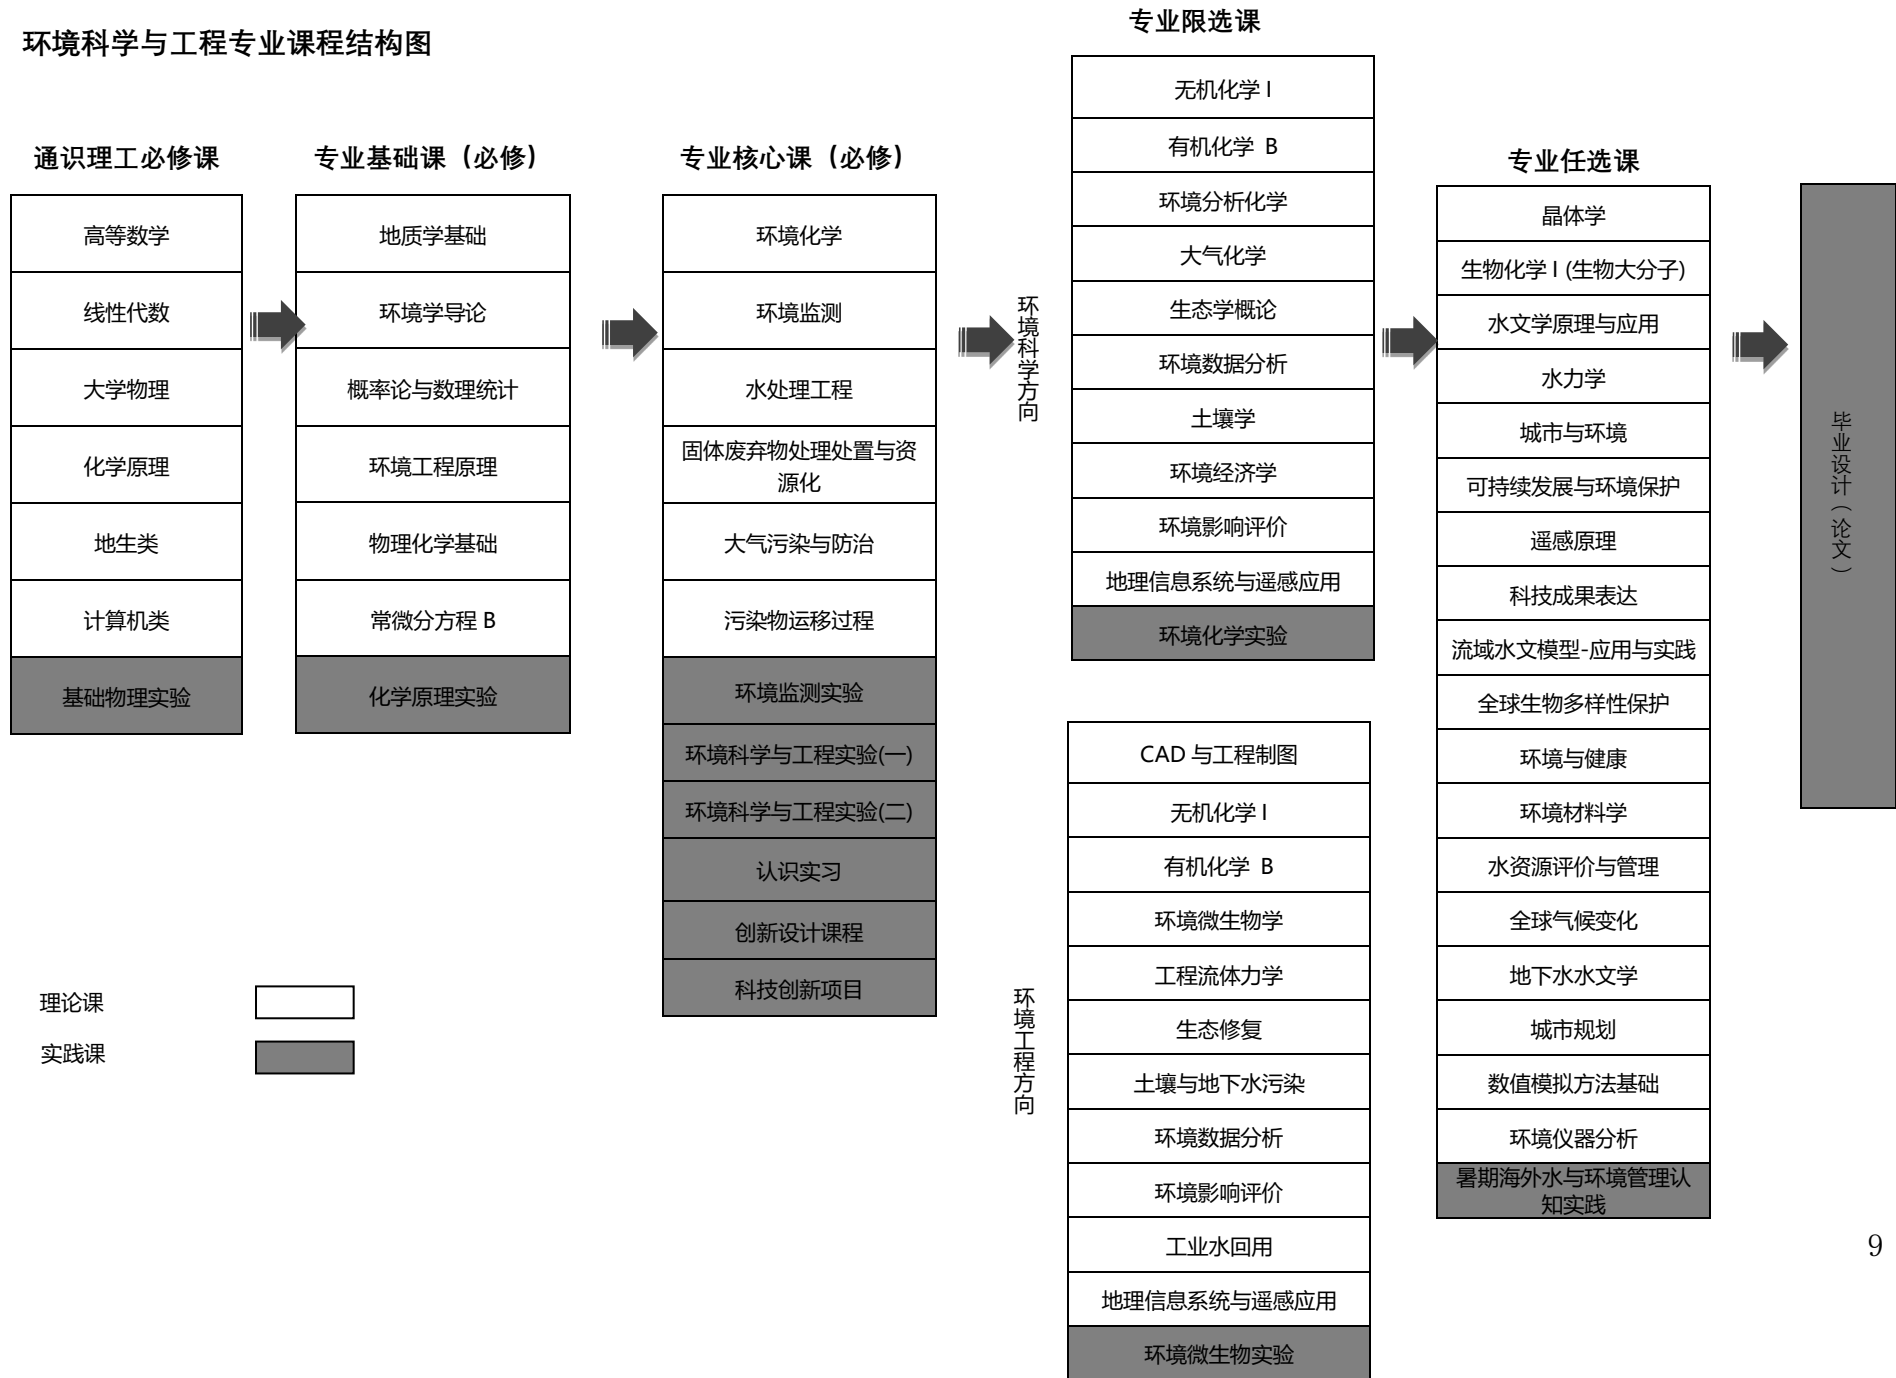 环境科学与工程专业课程结构图
通识理工必修课
高等数学
线性代数
大学物理
化学原理
地生类
计算机类
基础物理实验
专业基础课（必修）
地质学基础
环境学导论
概率论与数理统计
环境工程原理
物理化学基础
常微分方程 B
化学原理实验
专业核心课（必修）
环境化学
环境监测
水处理工程
固体废弃物处理处置与资
源化
大气污染与防治
污染物运移过程
环境监测实验
环境科学与工程实验(一)
环境科学与工程实验(二)
认识实习
创新设计课程
科技创新项目
专业限选课
环境科学方向
无机化学 I
有机化学 B
环境分析化学
大气化学
生态学概论
环境数据分析
土壤学
环境经济学
环境影响评价
地理信息系统与遥感应用
环境化学实验
环境工程方向
CAD 与工程制图
无机化学 I
有机化学 B
环境微生物学
工程流体力学
生态修复
土壤与地下水污染
环境数据分析
环境影响评价
工业水回用
地理信息系统与遥感应用
环境微生物实验
专业任选课
晶体学
生物化学 I (生物大分子)
水文学原理与应用
水力学
城市与环境
可持续发展与环境保护
遥感原理
科技成果表达
流域水文模型-应用与实践
全球生物多样性保护
环境与健康
环境材料学
水资源评价与管理
全球气候变化
地下水水文学
城市规划
数值模拟方法基础
环境仪器分析
暑期海外水与环境管理认
知实践
毕业设计（论文）
理论课
实践课
9